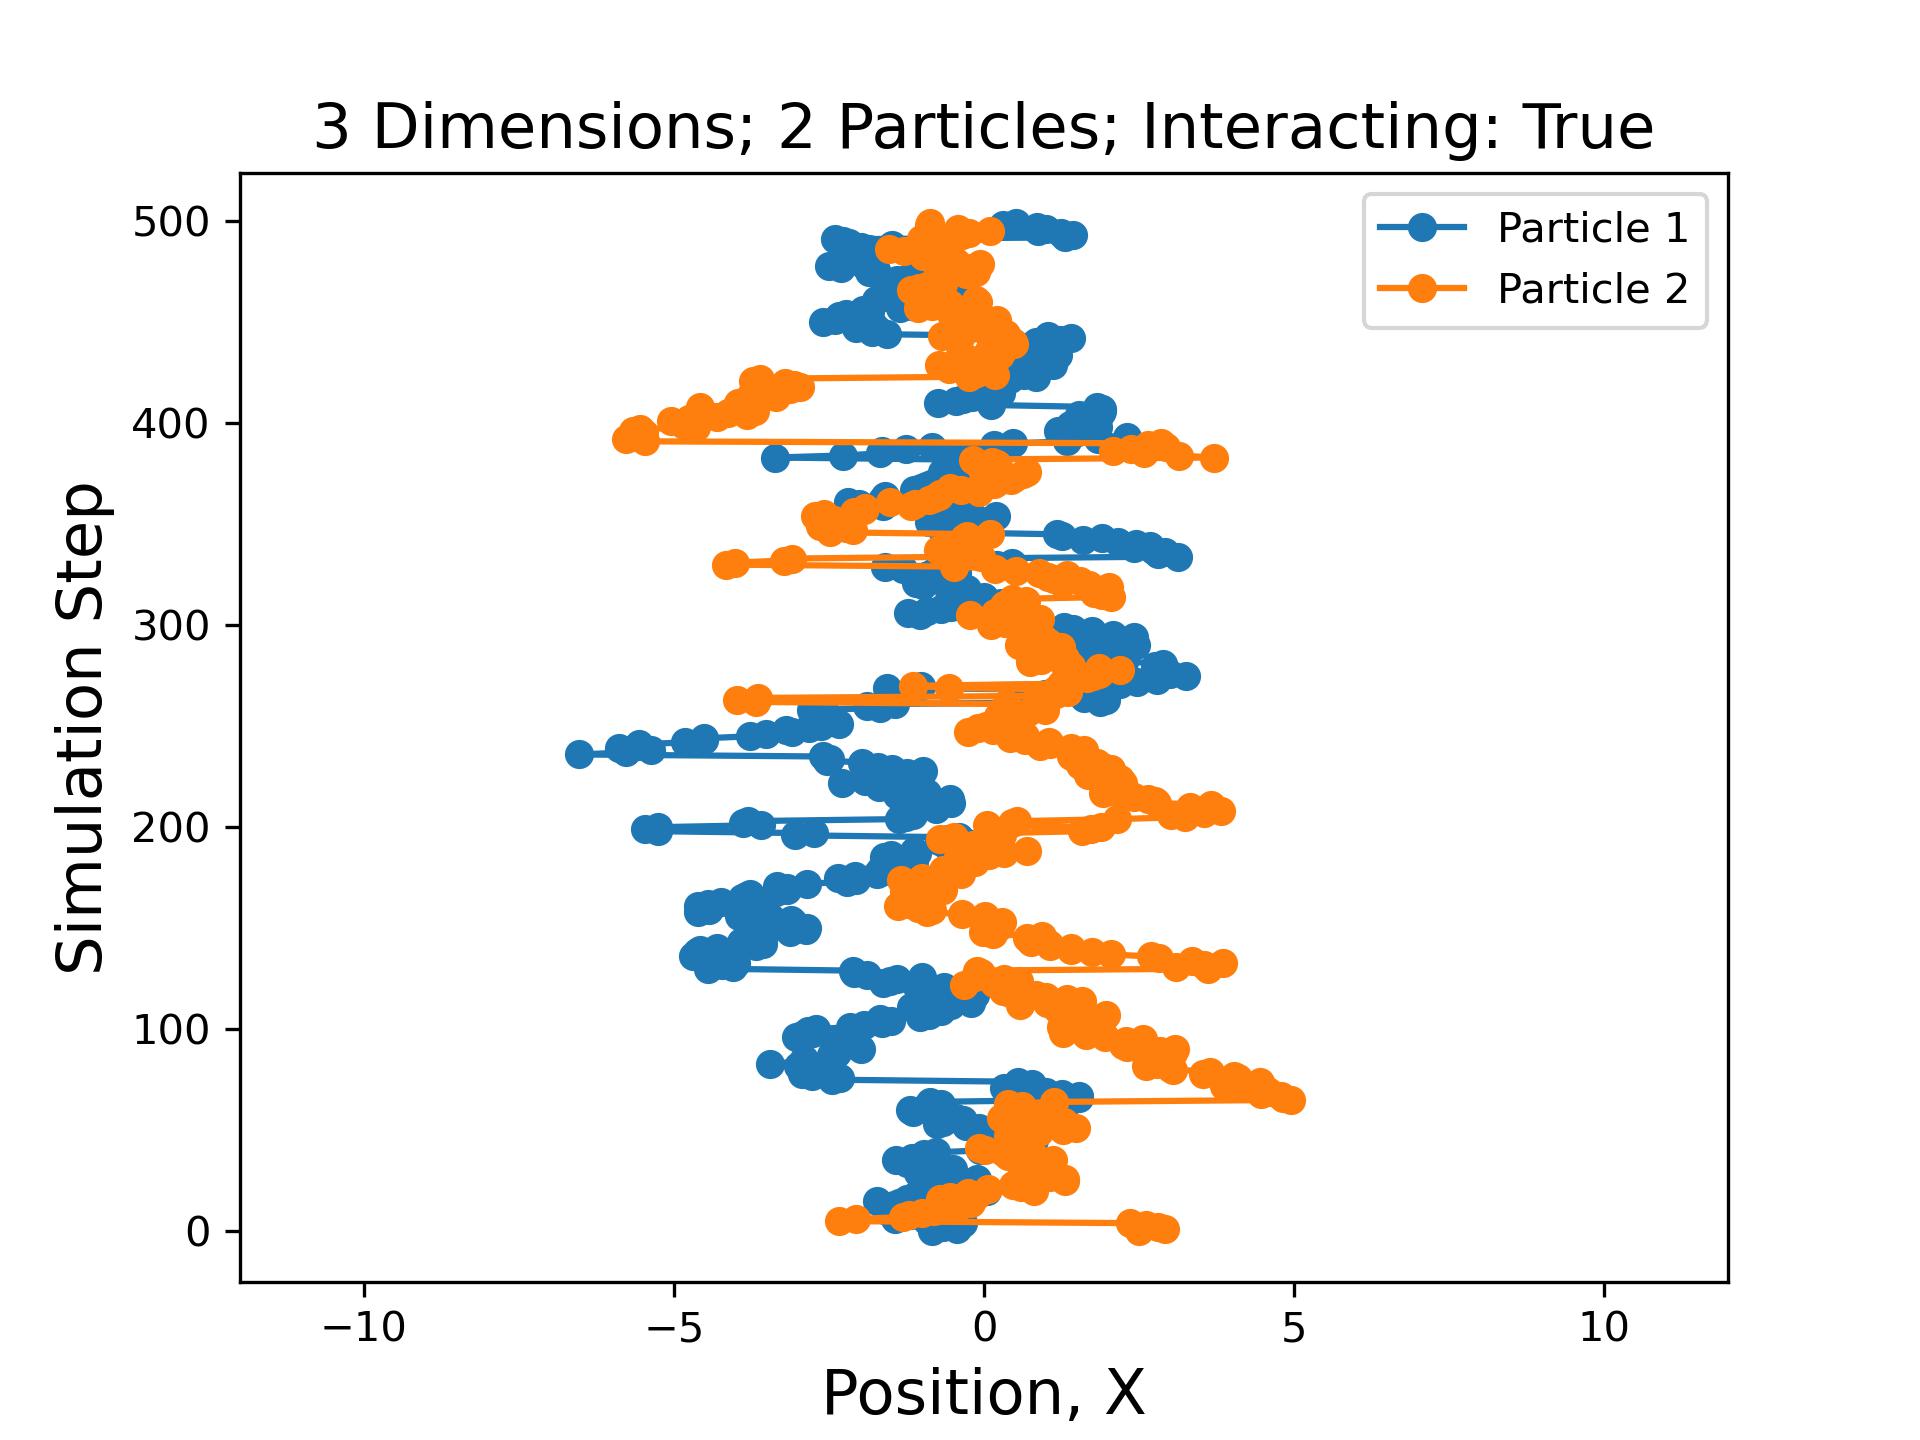 3 Dimensions; 2 Particles; Interacting: True
Particle 1
Particle 2
Simulation Step
500
400
300
200
100
0
−10
−5
0
5
10
Position, X